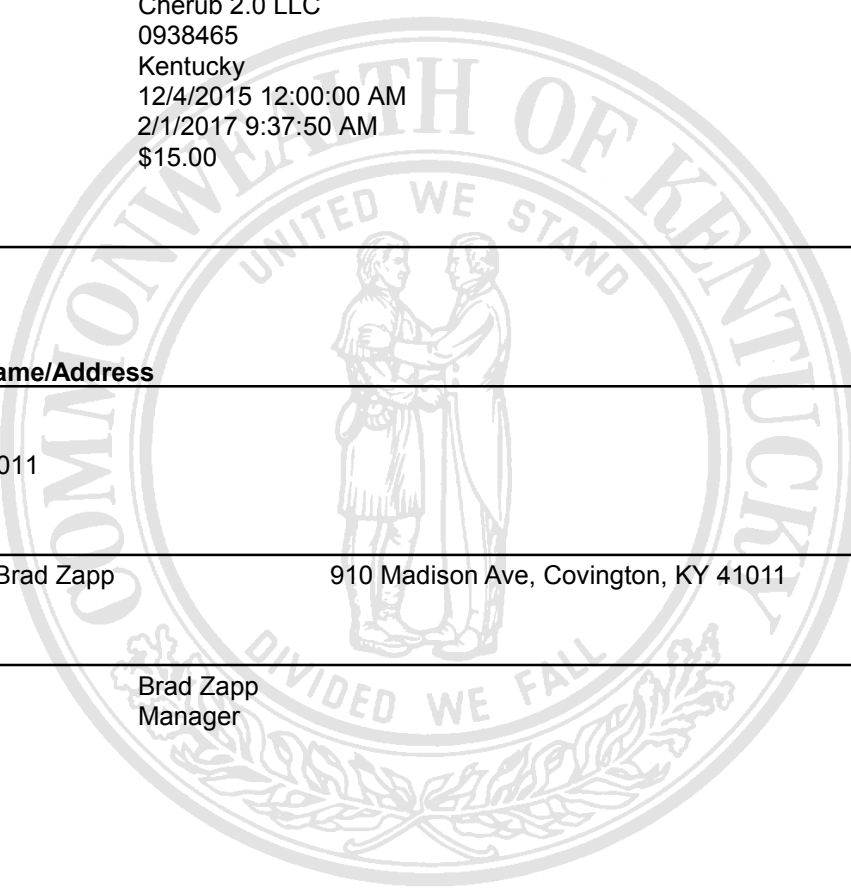 Cherub 2.0 LLC
0938465
Kentucky
12/4/2015 12:00:00 AM
2/1/2017 9:37:50 AM
$15.00
COMMONWEALTH OF KENTUCKY
UNITED WE STAND
ame/Address
011
Brad Zapp 910 Madison Ave, Covington, KY 41011
DIVIDED WE FALL
Brad Zapp
Manager